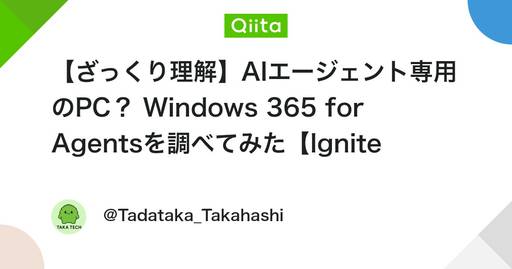 Qiita
【ざっくり理解】AIエージェント専用
のPC? Windows 365 for
Agentsを調べてみた【Ignite
TAKA TECH
@Tadataka_Takahashi